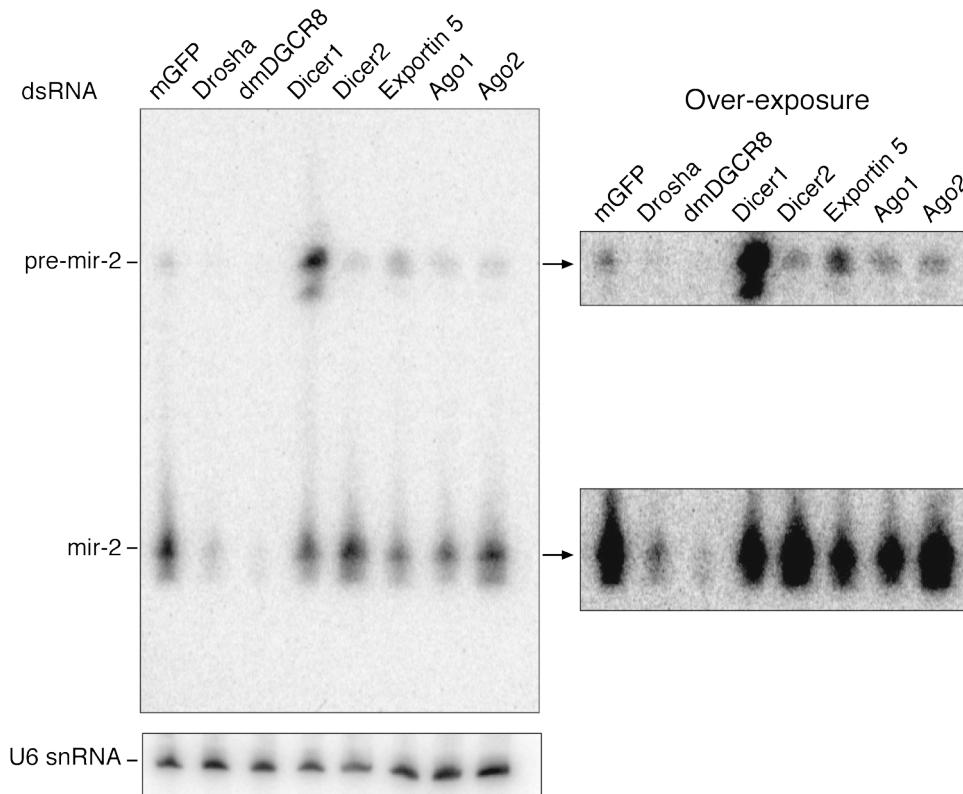 dsRNA
mGFP
Drosha
dmDGCR8
Dicer1
Dicer2
Exportin 5
Ago1
Ago2
Over-exposure
mGFP
Drosha
dmDGCR8
Dicer1
Dicer2
Exportin 5
Ago1
Ago2
pre-mir-2
mir-2
U6 snRNA